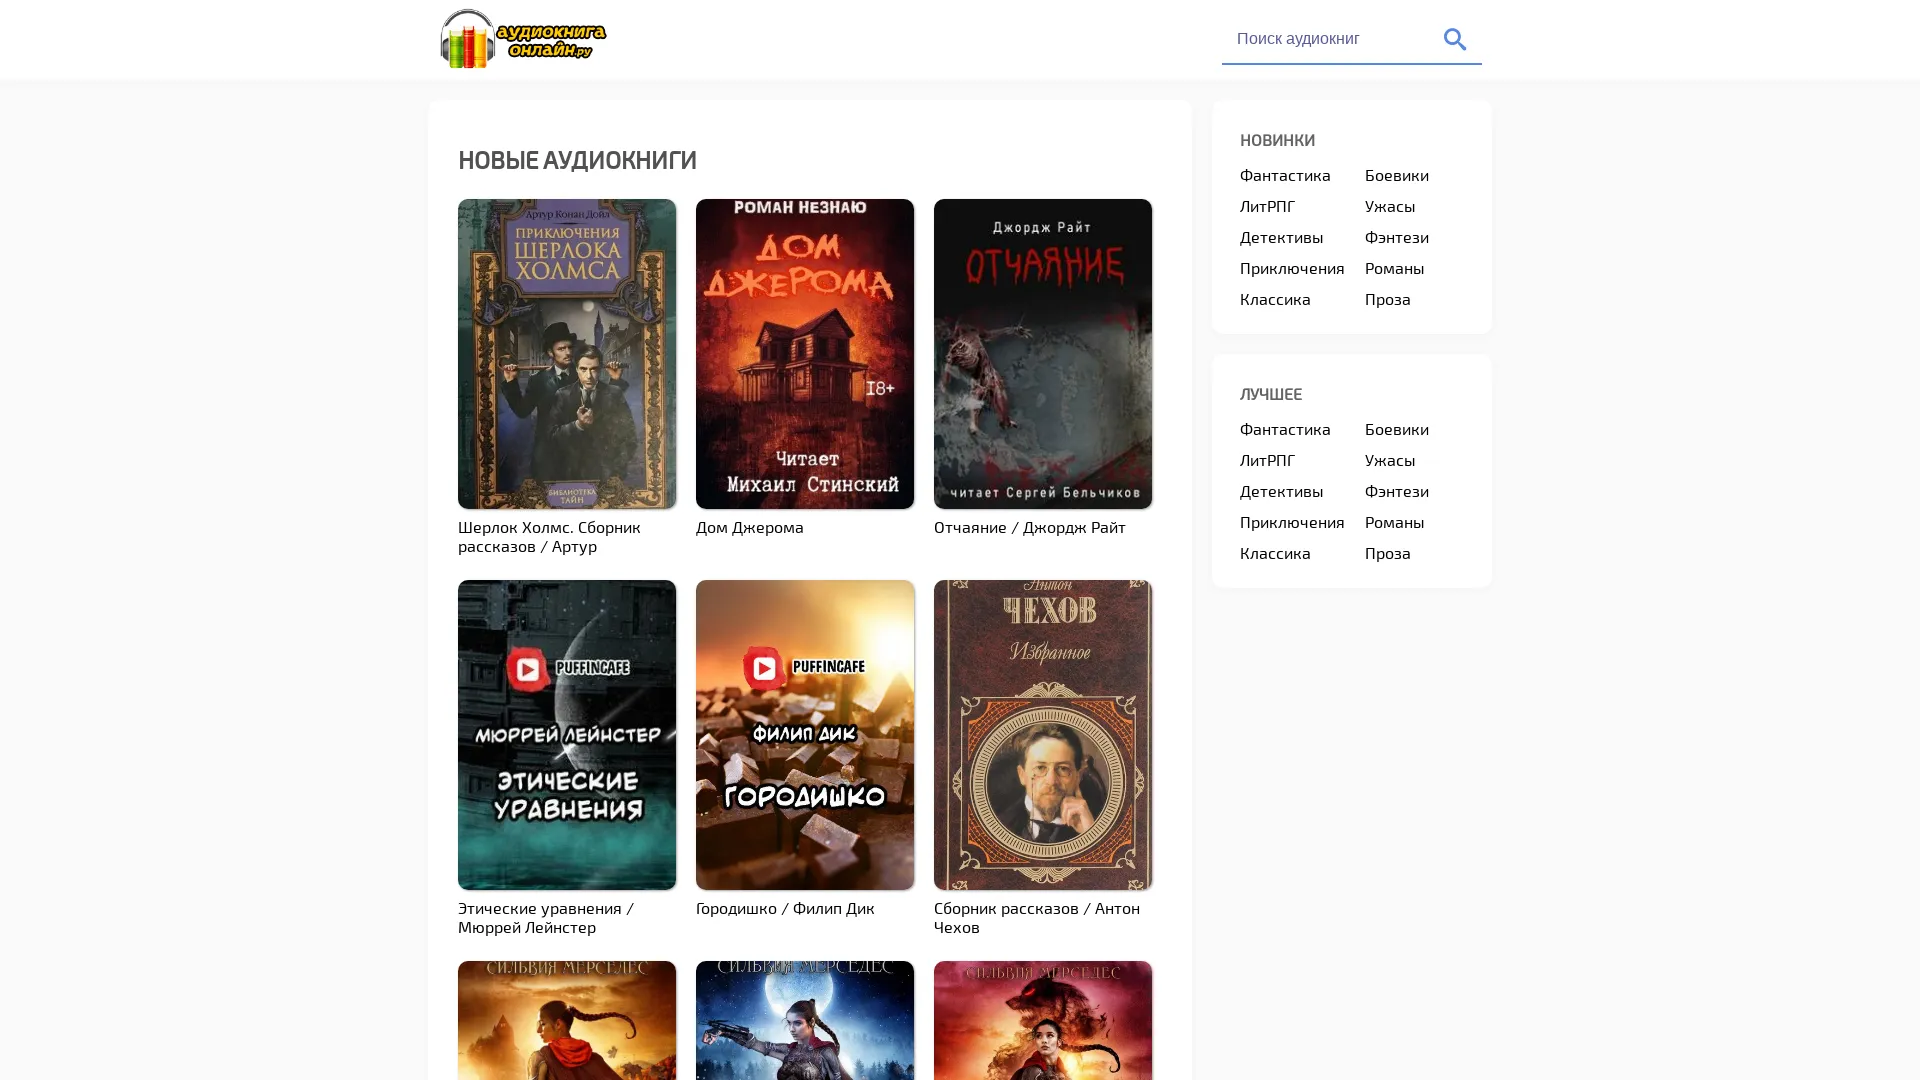 аудиокнига
онлайн.ру
Поиск аудиокниг
НОВЫЕ АУДИОКНИГИ
Артур Конан Дойл
ПРИКЛЮЧЕНИЯ
ШЕРЛОКА
ХОЛМСА
БИБЛИОТЕКА
ТАЙН
Шерлок Холмс. Сборник
рассказов / Артур
РОМАН НЕЗНАЮ
ДОМ
ДЖЕРОМА
18+
Читает
Михаил Стинский
Дом Джерома
Джордж Райт
ОТЧАЯНИЕ
читает Сергей Бельчиков
Отчаяние / Джордж Райт
PUFFINCAFE
МЮРРЕЙ ЛЕЙНСТЕР
ЭТИЧЕСКИЕ
УРАВНЕНИЯ
Этические уравнения /
Мюррей Лейнстер
PUFFINCAFE
ФИЛИП ДИК
ГОРОДИШКО
Городишко / Филип Дик
Антон
ЧЕХОВ
Избранное
Сборник рассказов / Антон
Чехов
СИЛЬВИЯ МЕРСЕДЕС
СИЛЬВИЯ МЕРСЕДЕС
СИЛЬВИЯ МЕРСЕДЕС
НОВИНКИ
Фантастика
Боевики
ЛитРПГ
Ужасы
Детективы
Фэнтези
Приключения
Романы
Классика
Проза
ЛУЧШЕЕ
Фантастика
Боевики
ЛитРПГ
Ужасы
Детективы
Фэнтези
Приключения
Романы
Классика
Проза